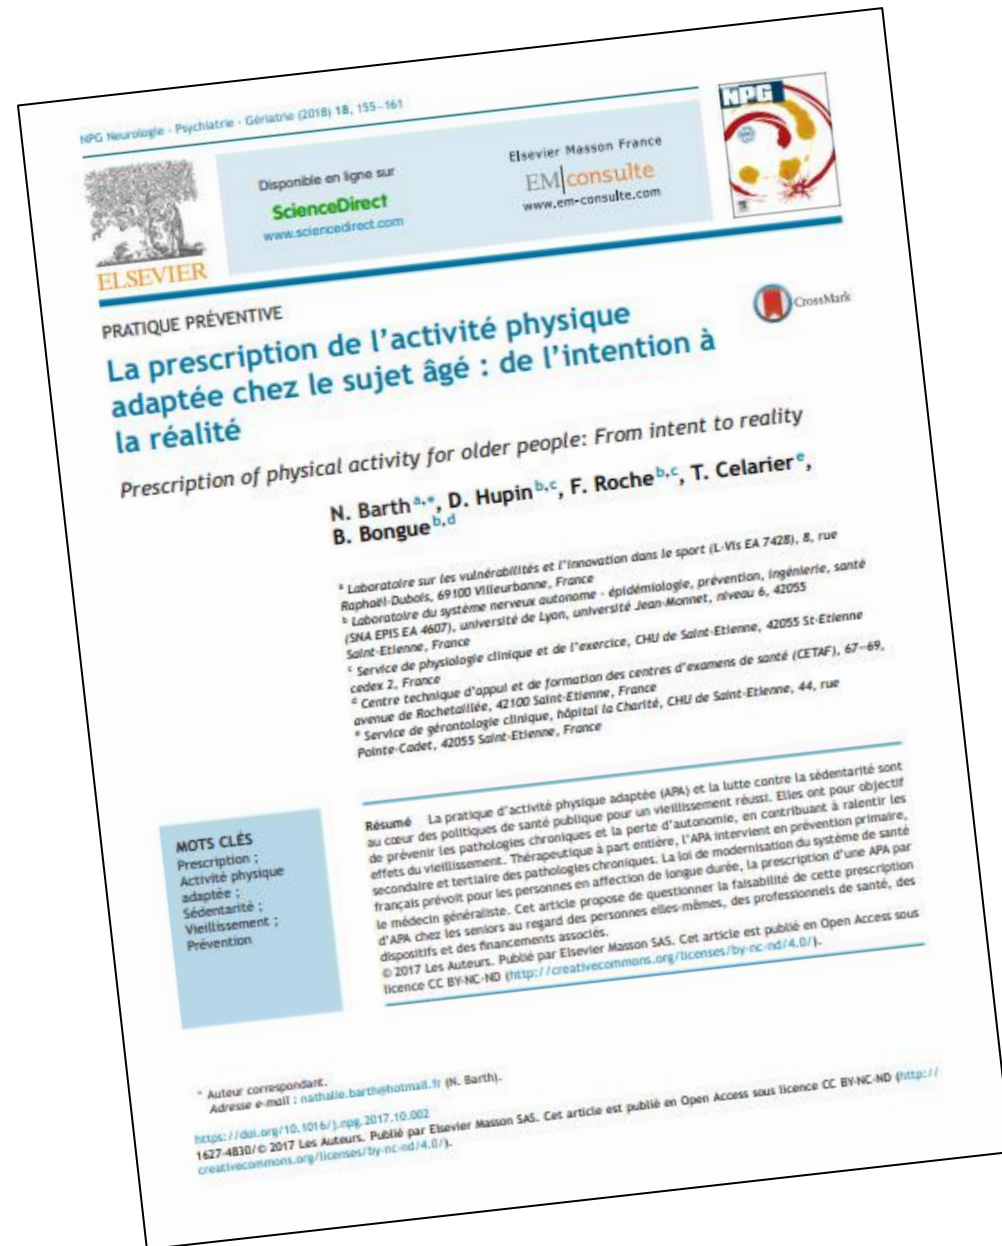 NPG Neurologie - Psychiatrie - Gériatrie (2018) 18, 155—161
Disponible en ligne sur
ScienceDirect
www.sciencedirect.com
Elsevier Masson France
EM|consulte
www.em-consulte.com
NPG
ELSEVIER
PRATIQUE PRÉVENTIVE
CrossMark
La prescription de l'activité physique
adaptée chez le sujet âgé : de l'intention à
la réalité
Prescription of physical activity for older people: From intent to reality
N. Barth a,*, D. Hupin b,c, F. Roche b,c, T. Celarier e,
B. Bongue b,d
a Laboratoire sur les vulnérabilités et l'innovation dans le sport (L-Vis EA 7428), 8, rue
Raphaël-Dubois, 69100 Villeurbanne, France
b Laboratoire du système nerveux autonome - épidémiologie, prévention, ingénierie, santé
(SNA EPIS EA 4607), université de Lyon, université Jean-Monnet, niveau 6, 42055
Saint-Etienne, France
c Service de physiologie clinique et de l'exercice, CHU de Saint-Etienne, 42055 St-Etienne
cedex 2, France
d Centre technique d'appui et de formation des centres d'examens de santé (CETAF), 67—69,
avenue de Rochetaillée, 42100 Saint-Etienne, France
e Service de gérontologie clinique, hôpital la Charité, CHU de Saint-Etienne, 44, rue
Pointe-Cadet, 42055 Saint-Etienne, France
MOTS CLÉS
Prescription ;
Activité physique
adaptée ;
Sédentarité ;
Vieillissement ;
Prévention
Résumé La pratique d'activité physique adaptée (APA) et la lutte contre la sédentarité sont
au cœur des politiques de santé publique pour un vieillissement réussi. Elles ont pour objectif
de prévenir les pathologies chroniques et la perte d'autonomie, en contribuant à ralentir les
effets du vieillissement. Thérapeutique à part entière, l'APA intervient en prévention primaire,
secondaire et tertiaire des pathologies chroniques. La loi de modernisation du système de santé
français prévoit pour les personnes en affection de longue durée, la prescription d'une APA par
le médecin généraliste. Cet article propose de questionner la faisabilité de cette prescription
d'APA chez les seniors au regard des personnes elles-mêmes, des professionnels de santé, des
dispositifs et des financements associés.
© 2017 Les Auteurs. Publié par Elsevier Masson SAS. Cet article est publié en Open Access sous
licence CC BY-NC-ND (http://creativecommons.org/licenses/by-nc-nd/4.0/).
* Auteur correspondant.
Adresse e-mail : nathalie.barth@hotmail.fr (N. Barth).
https://doi.org/10.1016/j.npg.2017.10.002
1627-4830/© 2017 Les Auteurs. Publié par Elsevier Masson SAS. Cet article est publié en Open Access sous licence CC BY-NC-ND (http://
creativecommons.org/licenses/by-nc-nd/4.0/).